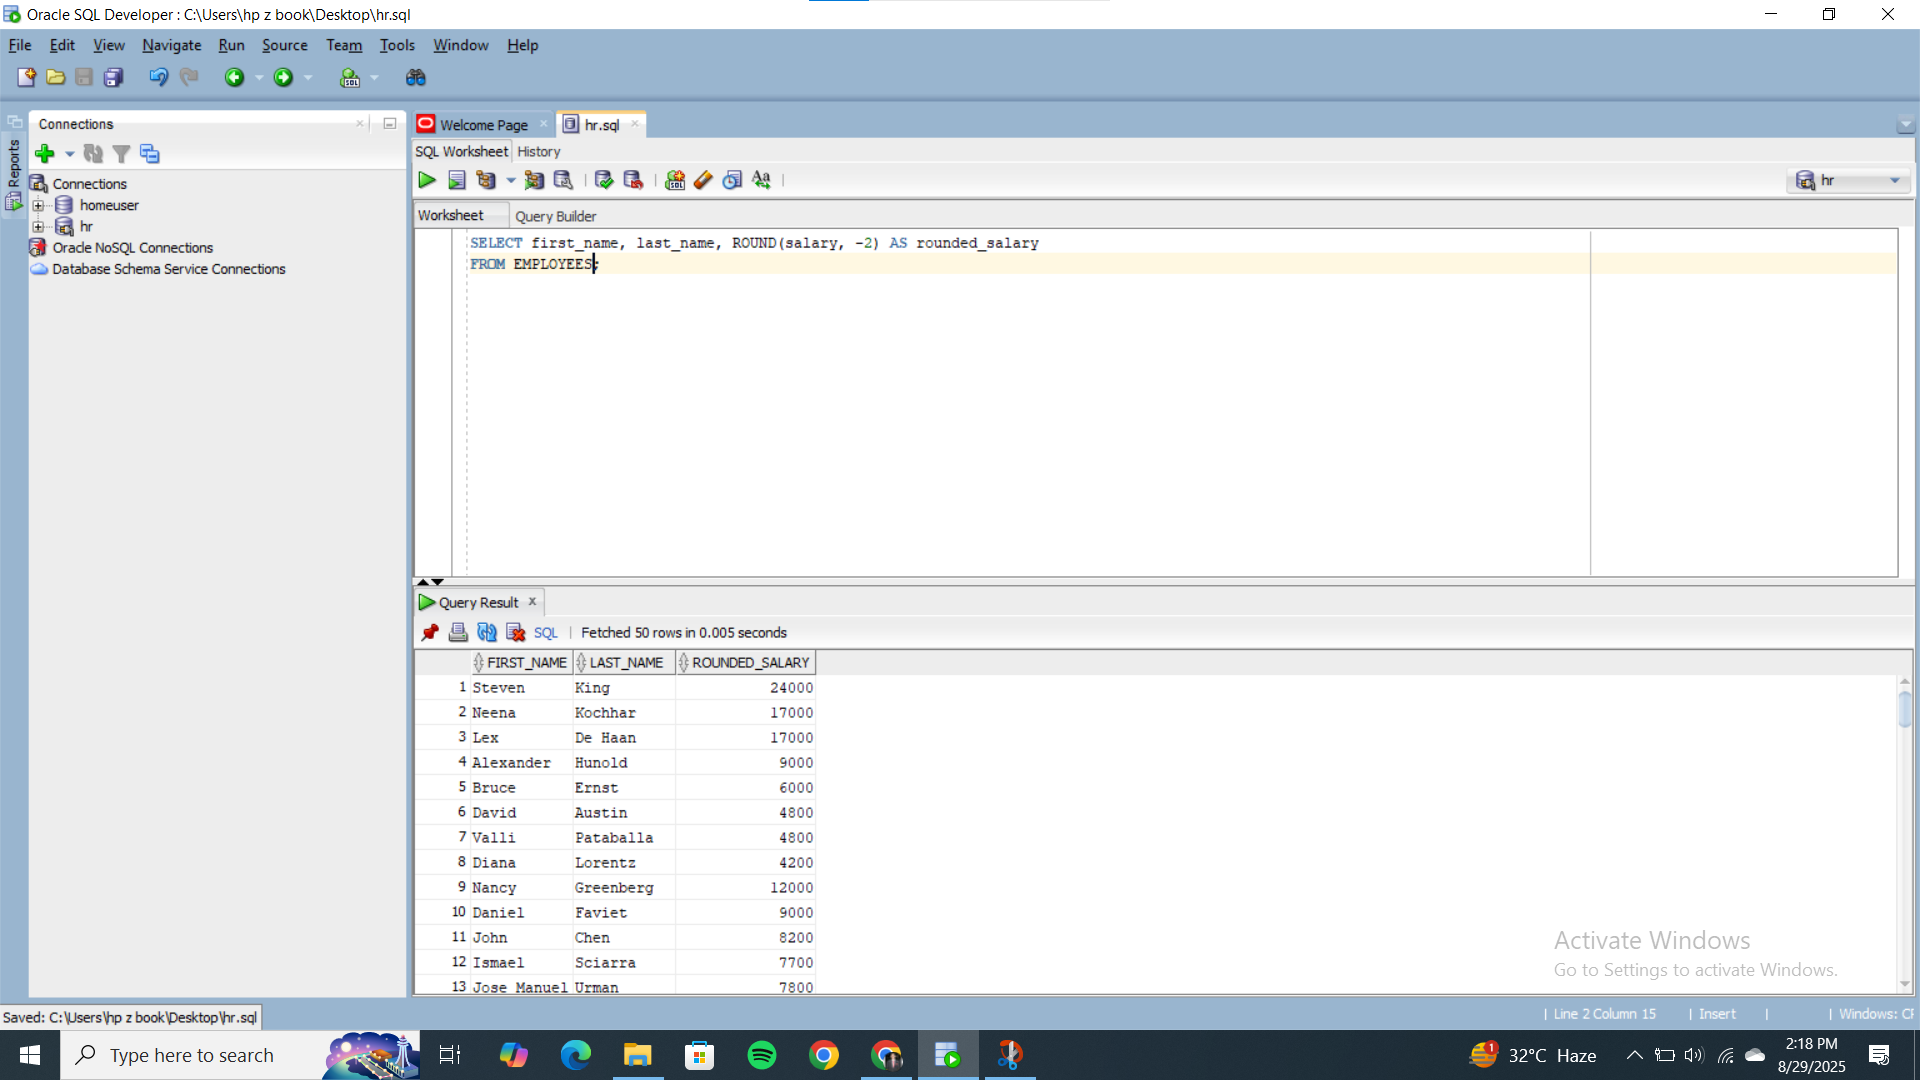 Oracle SQL Developer : C:\Users\hp z book\Desktop\hr.sql
File Edit View Navigate Run Source Team Tools Window Help
Connections
Reports
Connections
homeuser
hr
Oracle NoSQL Connections
Database Schema Service Connections
Welcome Page hr.sql
SQL Worksheet History
hr
Worksheet Query Builder
SELECT first_name, last_name, ROUND(salary, -2) AS rounded_salary
FROM EMPLOYEES;
Query Result
SQL Fetched 50 rows in 0.005 seconds
FIRST_NAME LAST_NAME ROUNDED_SALARY
1 Steven King 24000
2 Neena Kochhar 17000
3 Lex De Haan 17000
4 Alexander Hunold 9000
5 Bruce Ernst 6000
6 David Austin 4800
7 Valli Pataballa 4800
8 Diana Lorentz 4200
9 Nancy Greenberg 12000
10 Daniel Faviet 9000
11 John Chen 8200
12 Ismael Sciarra 7700
13 Jose Manuel Urman 7800
Activate Windows
Go to Settings to activate Windows.
Saved: C:\Users\hp z book\Desktop\hr.sql
Line 2 Column 15 Insert Windows: CF
Type here to search
1 32°C Haze
2:18 PM
8/29/2025